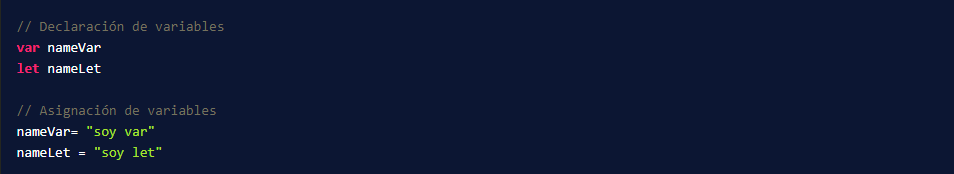 // Declaración de variables
var nameVar
let nameLet
// Asignación de variables
nameVar= "soy var"
nameLet = "soy let"